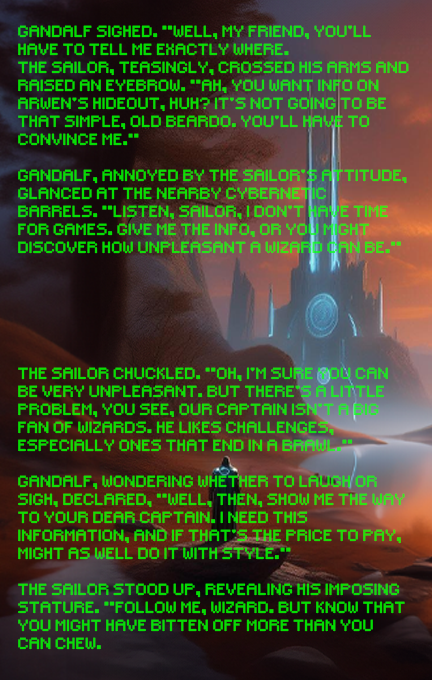 GANDALF SIGHED. ""WELL, MY FRIEND, YOU'LL
HAVE TO TELL ME EXACTLY WHERE.
THE SAILOR, TEASINGLY, CROSSED HIS ARMS AND
RAISED AN EYEBROW. ""AH, YOU WANT INFO ON
ARWEN'S HIDEOUT, HUH? IT'S NOT GOING TO BE
THAT SIMPLE, OLD BEARDO. YOU'LL HAVE TO
CONVINCE ME.""
GANDALF, ANNOYED BY THE SAILOR'S ATTITUDE,
GLANCED AT THE NEARBY CYBERNETIC
BARRELS. ""LISTEN, SAILOR, I DON'T HAVE TIME
FOR GAMES. GIVE ME THE INFO, OR YOU MIGHT
DISCOVER HOW UNPLEASANT A WIZARD CAN BE.""
THE SAILOR CHUCKLED. ""OH, I'M SURE YOU CAN
BE VERY UNPLEASANT. BUT THERE'S A LITTLE
PROBLEM, YOU SEE, OUR CAPTAIN ISN'T A BIG
FAN OF WIZARDS. HE LIKES CHALLENGES,
ESPECIALLY ONES THAT END IN A BRAWL.""
GANDALF, WONDERING WHETHER TO LAUGH OR
SIGH, DECLARED, ""WELL, THEN, SHOW ME THE WAY
TO YOUR DEAR CAPTAIN. I NEED THIS
INFORMATION, AND IF THAT'S THE PRICE TO PAY,
MIGHT AS WELL DO IT WITH STYLE.""
THE SAILOR STOOD UP, REVEALING HIS IMPOSING
STATURE. ""FOLLOW ME, WIZARD. BUT KNOW THAT
YOU MIGHT HAVE BITTEN OFF MORE THAN YOU
CAN CHEW.